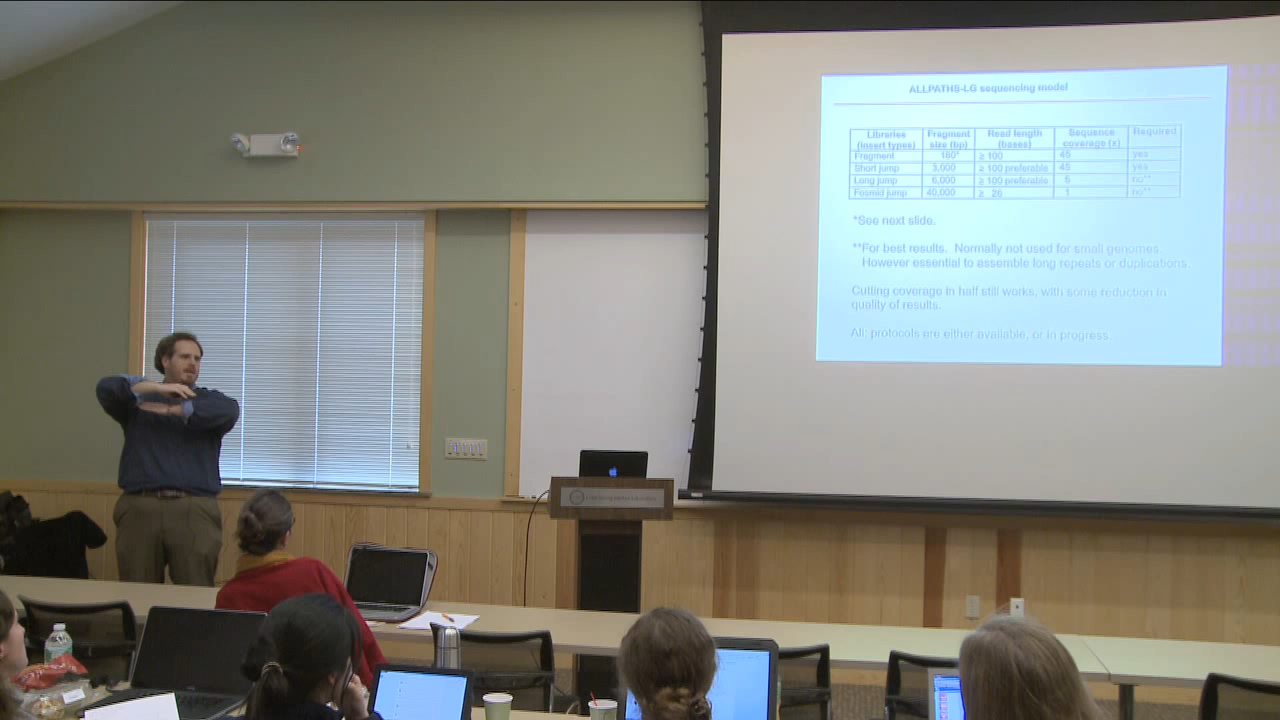 ALLPATHS-LG sequencing model
Libraries (insert types) Fragment size (bp) Read length (bases) Sequence coverage (x) Required
Fragment 180* ≥ 100 45 yes
Short jump 3,000 ≥ 100 preferable 45 yes
Long jump 6,000 ≥ 100 preferable 5 no**
Fosmid jump 40,000 ≥ 26 1 no**
*See next slide.
**For best results. Normally not used for small genomes.
However essential to assemble long repeats or duplications
Cutting coverage in half still works, with some reduction in
quality of results.
All: protocols are either available, or in progress.